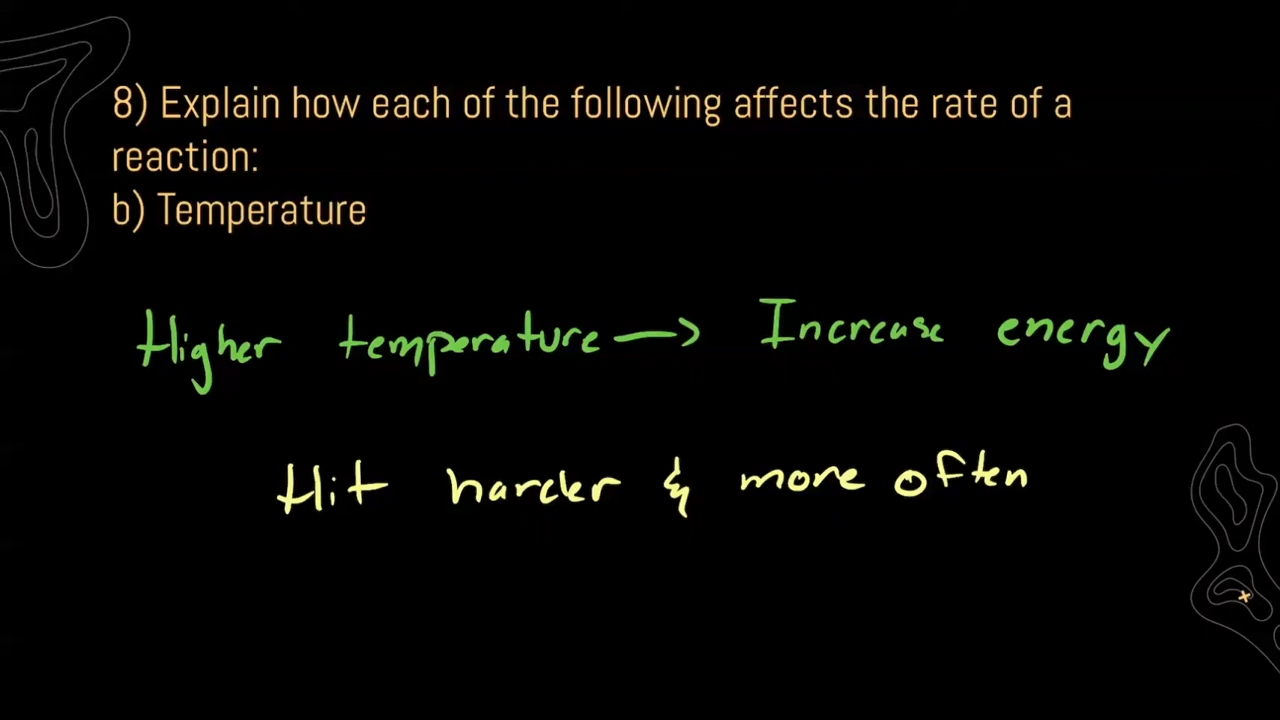 8) Explain how each of the following affects the rate of a
reaction:
b) Temperature
Higher temperature → Increase energy
Hit harder & more often